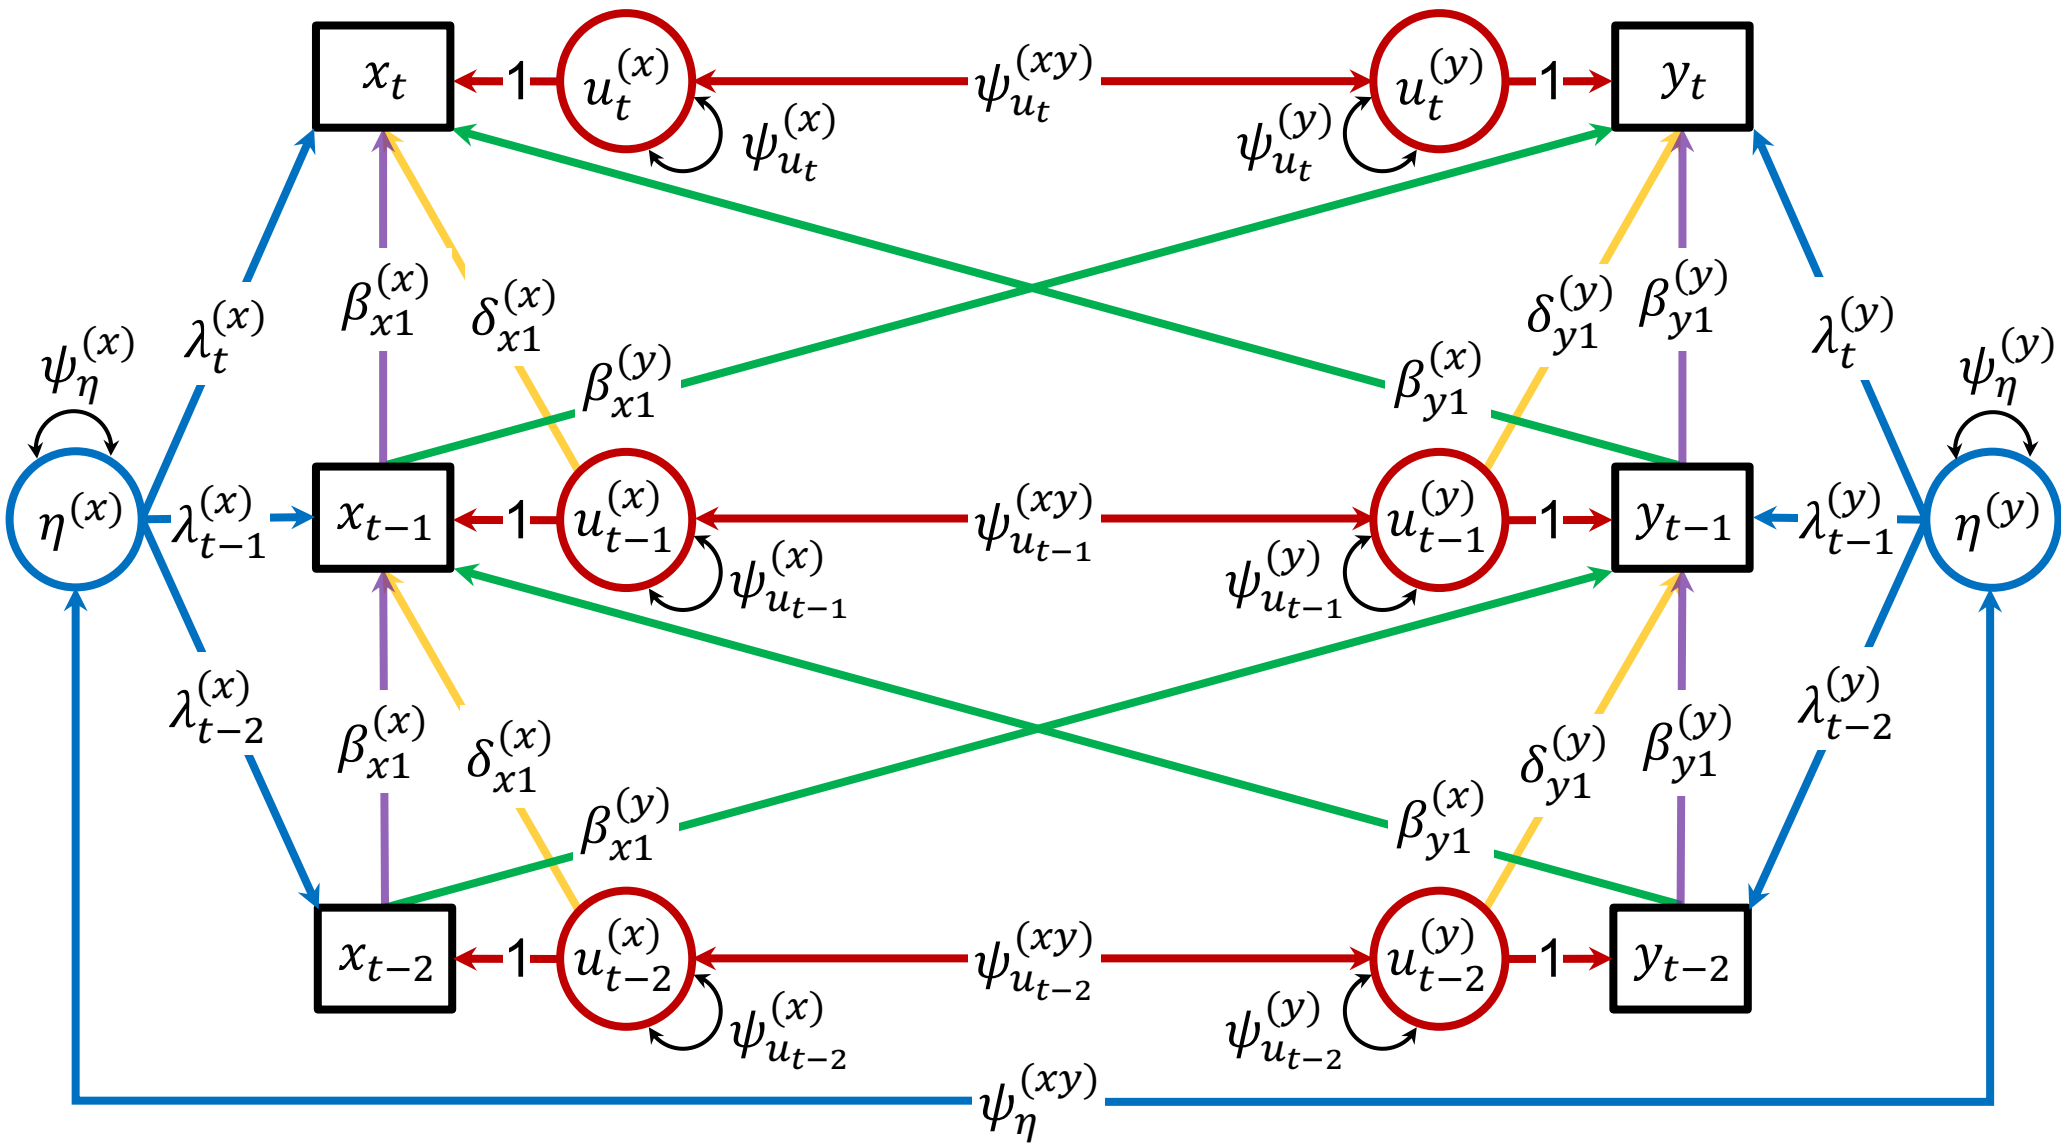 x_t 1 u_t^(x) ψ_{u_t}^(xy) u_t^(y) 1 y_t
ψ_{u_t}^(x) ψ_{u_t}^(y)
β_{x1}^(x) δ_{x1}^(x) δ_{y1}^(y) β_{y1}^(y)
λ_t^(x) λ_t^(y)
ψ_η^(x) β_{x1}^(y) β_{y1}^(x) ψ_η^(y)
η^(x) λ_{t−1}^(x) x_{t−1} 1 u_{t−1}^(x) ψ_{u_{t−1}}^(xy) u_{t−1}^(y) 1 y_{t−1} λ_{t−1}^(y) η^(y)
ψ_{u_{t−1}}^(x) ψ_{u_{t−1}}^(y)
λ_{t−2}^(x) λ_{t−2}^(y)
β_{x1}^(x) δ_{x1}^(x) δ_{y1}^(y) β_{y1}^(y)
β_{x1}^(y) β_{y1}^(x)
x_{t−2} 1 u_{t−2}^(x) ψ_{u_{t−2}}^(xy) u_{t−2}^(y) 1 y_{t−2}
ψ_{u_{t−2}}^(x) ψ_{u_{t−2}}^(y)
ψ_η^(xy)